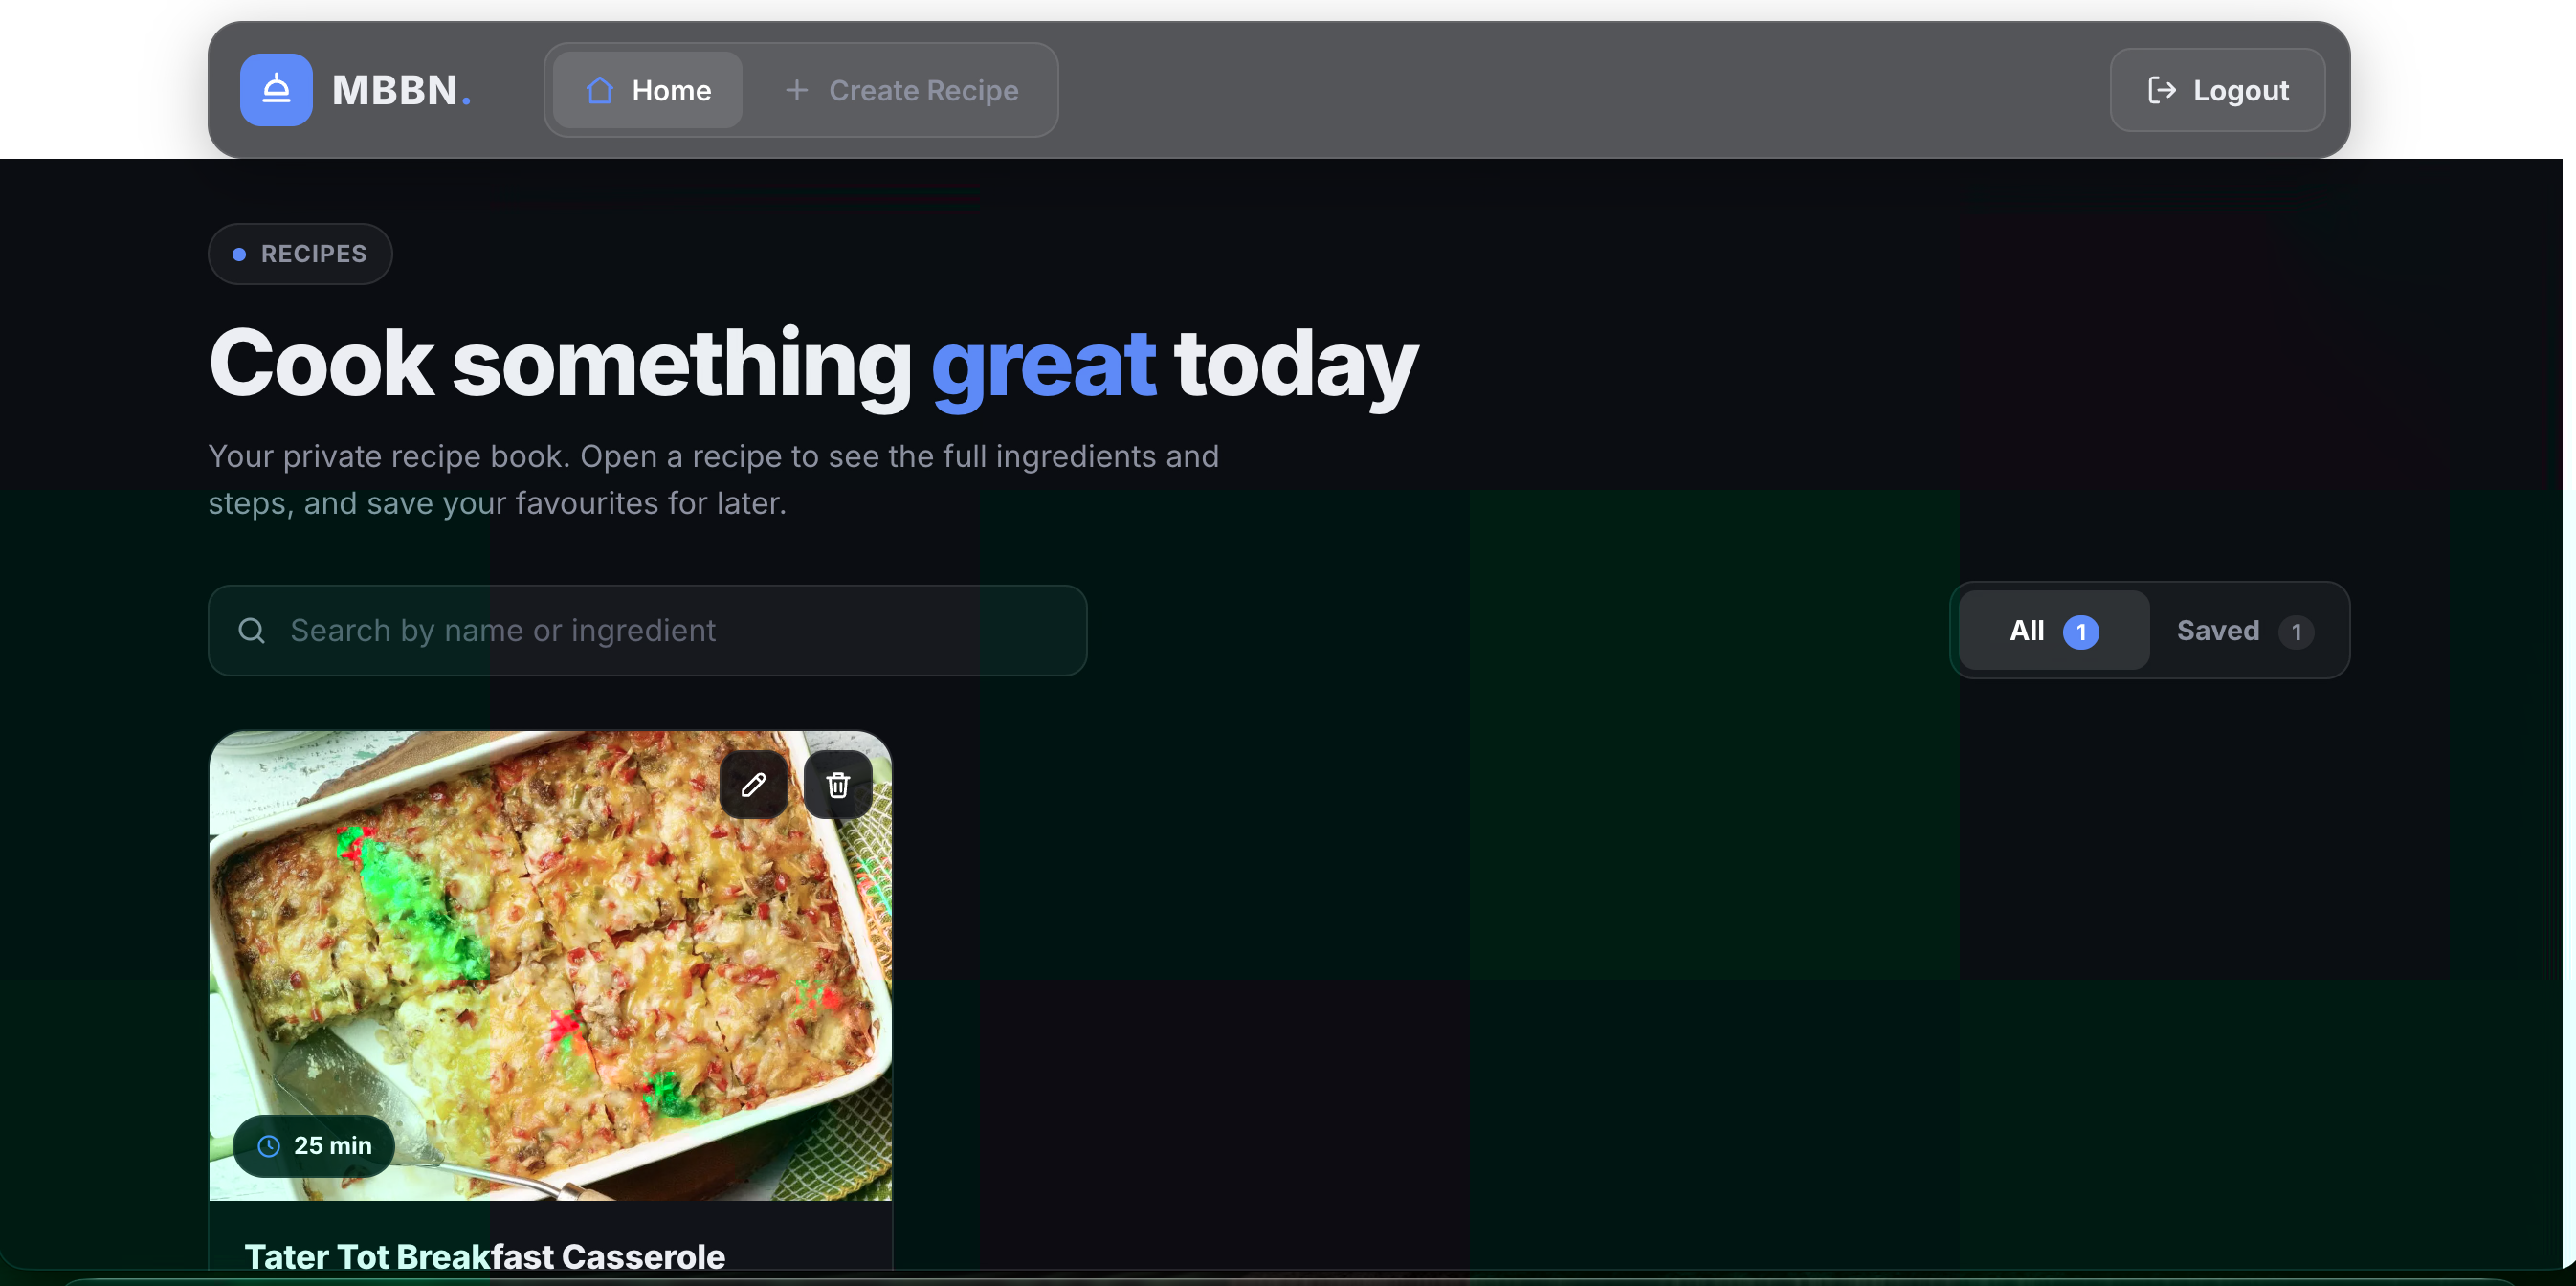 MBBN.
Home
Create Recipe
Logout
RECIPES
Cook something great today
Your private recipe book. Open a recipe to see the full ingredients and
steps, and save your favourites for later.
Search by name or ingredient
All 1
Saved 1
25 min
Tater Tot Breakfast Casserole